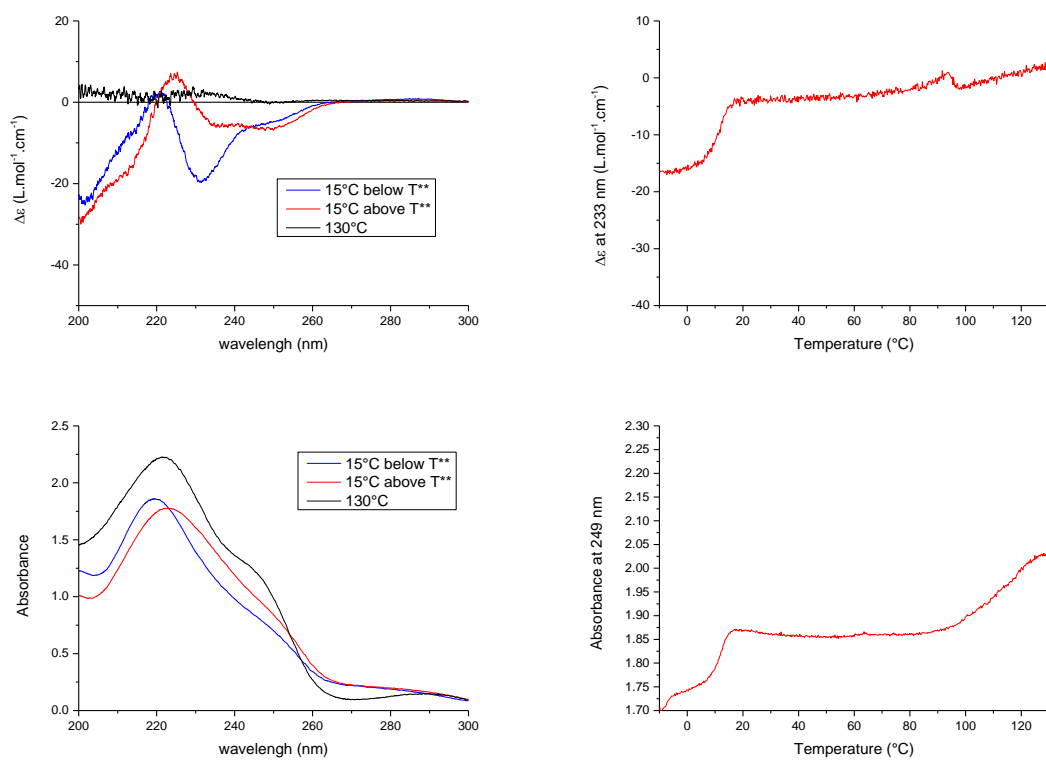 20
0
-20
-40
200 220 240 260 280 300
Δε (L.mol⁻¹.cm⁻¹)
wavelengh (nm)
15°C below T**
15°C above T**
130°C
10
0
-10
-20
-30
-40
0 20 40 60 80 100 120
Δε at 233 nm (L.mol⁻¹.cm⁻¹)
Temperature (°C)
2.5
2.0
1.5
1.0
0.5
0.0
200 220 240 260 280 300
Absorbance
wavelengh (nm)
15°C below T**
15°C above T**
130°C
2.30
2.25
2.20
2.15
2.10
2.05
2.00
1.95
1.90
1.85
1.80
1.75
1.70
0 20 40 60 80 100 120
Absorbance at 249 nm
Temperature (°C)